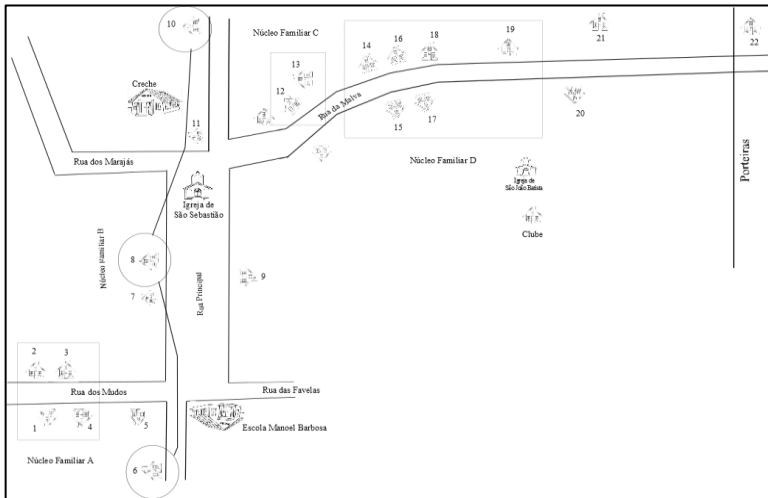 10
Núcleo Familiar C
14
16
18
19
21
22
13
Creche
12
11
Rua da Malva
15
17
20
Rua dos Marajás
Núcleo Familiar D
Porteiras
Igreja de
São Sebastião
Igreja de
São João Batista
Clube
Núcleo Familiar B
8
7
Rua Principal
9
2
3
Rua dos Mudos
Rua das Favelas
1
4
5
Escola Manoel Barbosa
Núcleo Familiar A
6